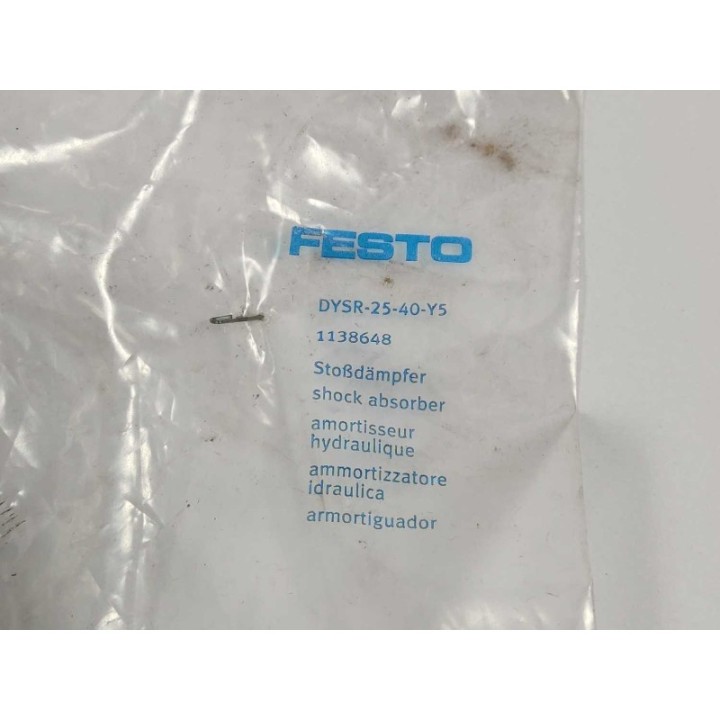 FESTO
DYSR-25-40-Y5
1138648
Stoßdämpfer
shock absorber
amortisseur
hydraulique
ammortizzatore
idraulica
armortiguador